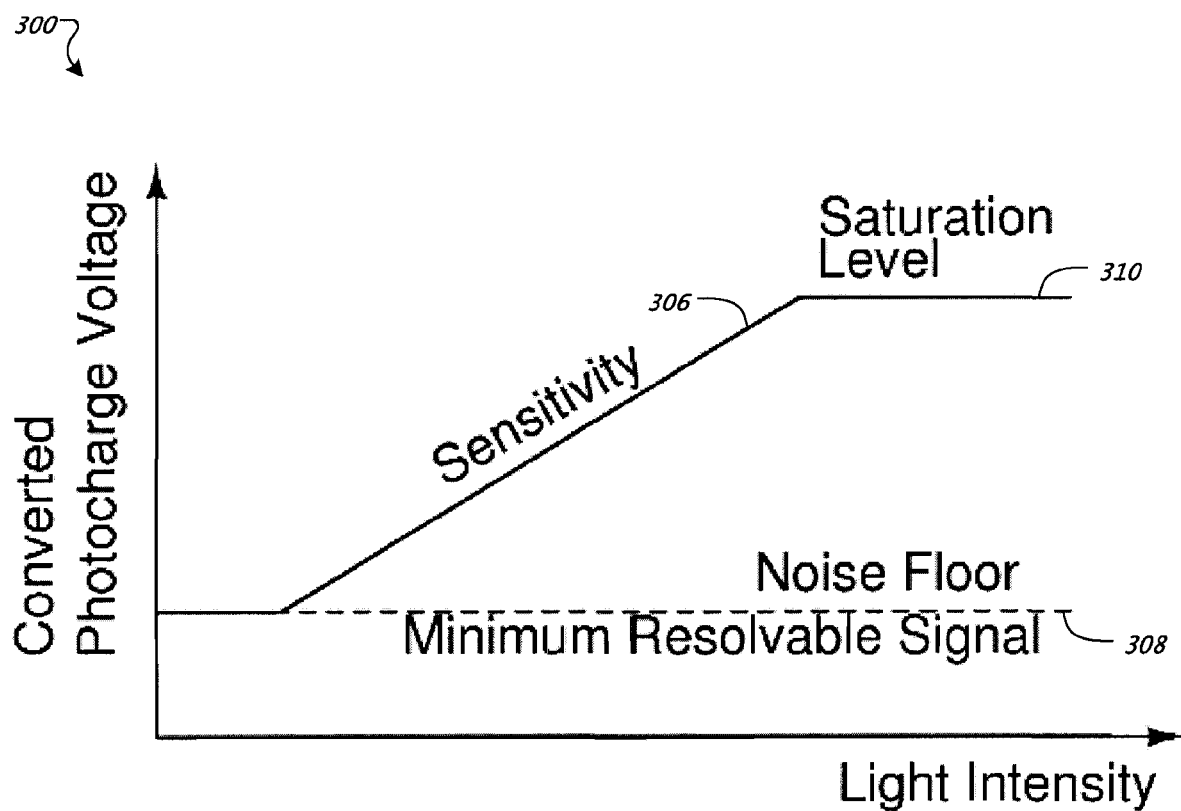 300
Saturation
Level
310
306
Sensitivity
Converted
Photocharge Voltage
Noise Floor
Minimum Resolvable Signal
308
Light Intensity